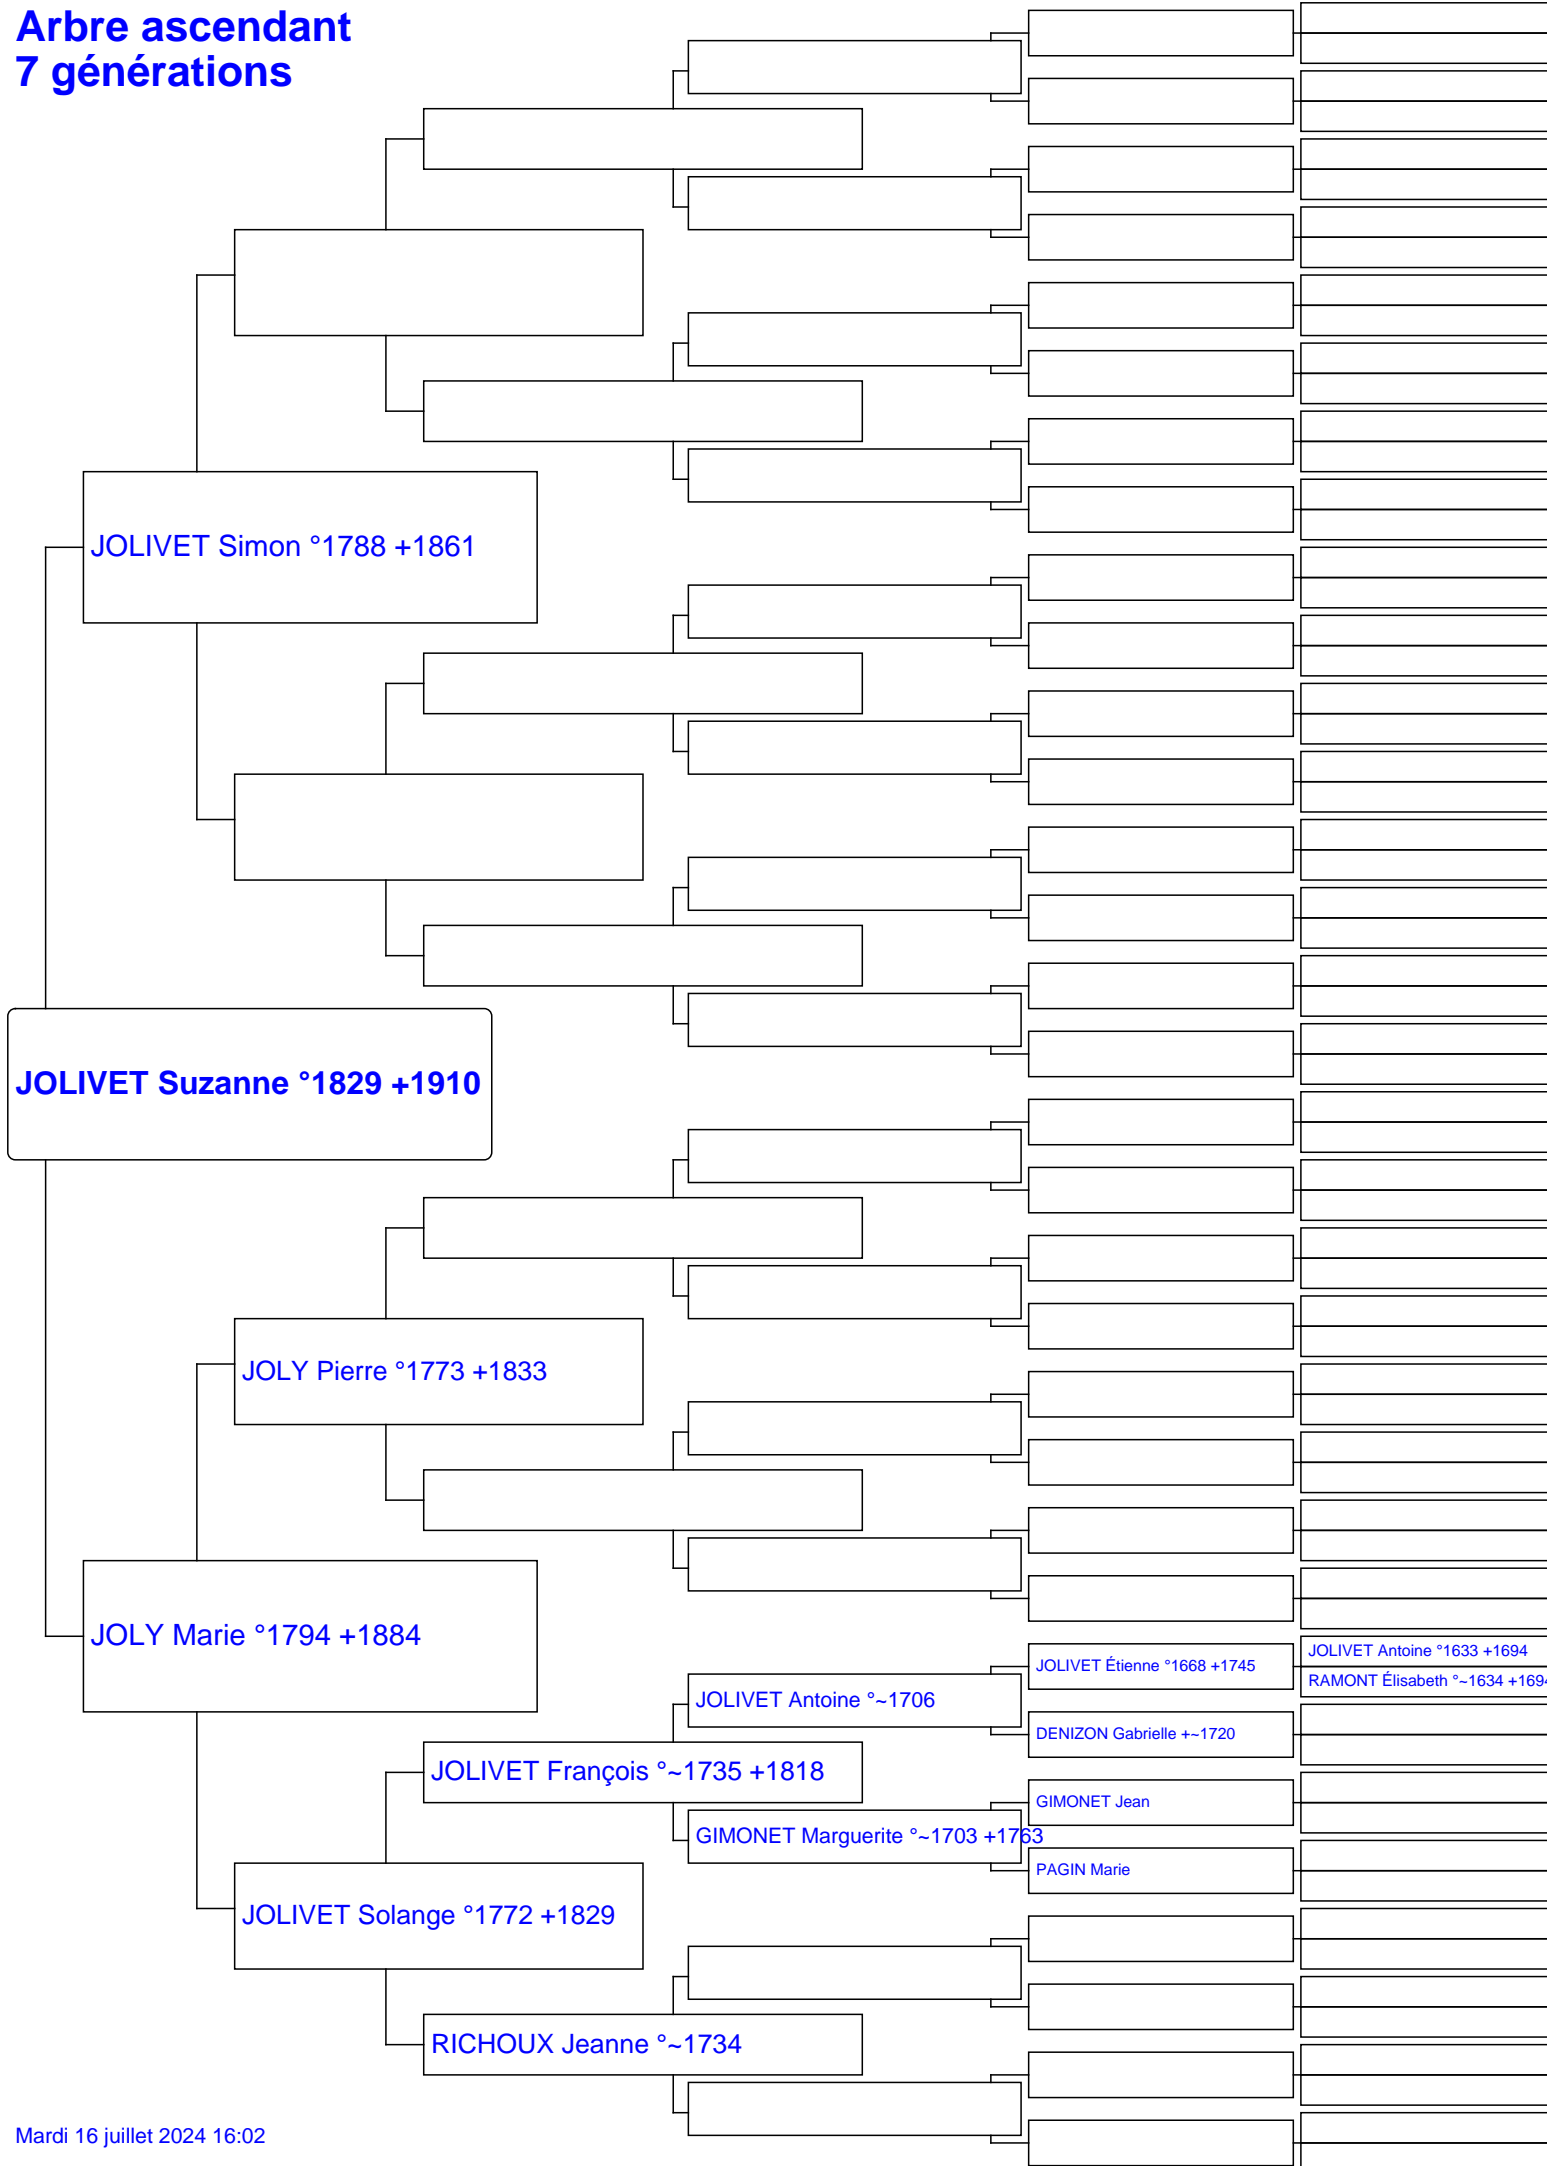 Arbre ascendant
7 générations
JOLIVET Simon °1788 +1861
JOLIVET Suzanne °1829 +1910
JOLY Pierre °1773 +1833
JOLY Marie °1794 +1884
JOLIVET Étienne °1668 +1745
JOLIVET Antoine °1633 +1694
RAMONT Élisabeth °~1634 +1694
JOLIVET Antoine °~1706
DENIZON Gabrielle +~1720
JOLIVET François °~1735 +1818
GIMONET Jean
GIMONET Marguerite °~1703 +1763
PAGIN Marie
JOLIVET Solange °1772 +1829
RICHOUX Jeanne °~1734
Mardi 16 juillet 2024 16:02